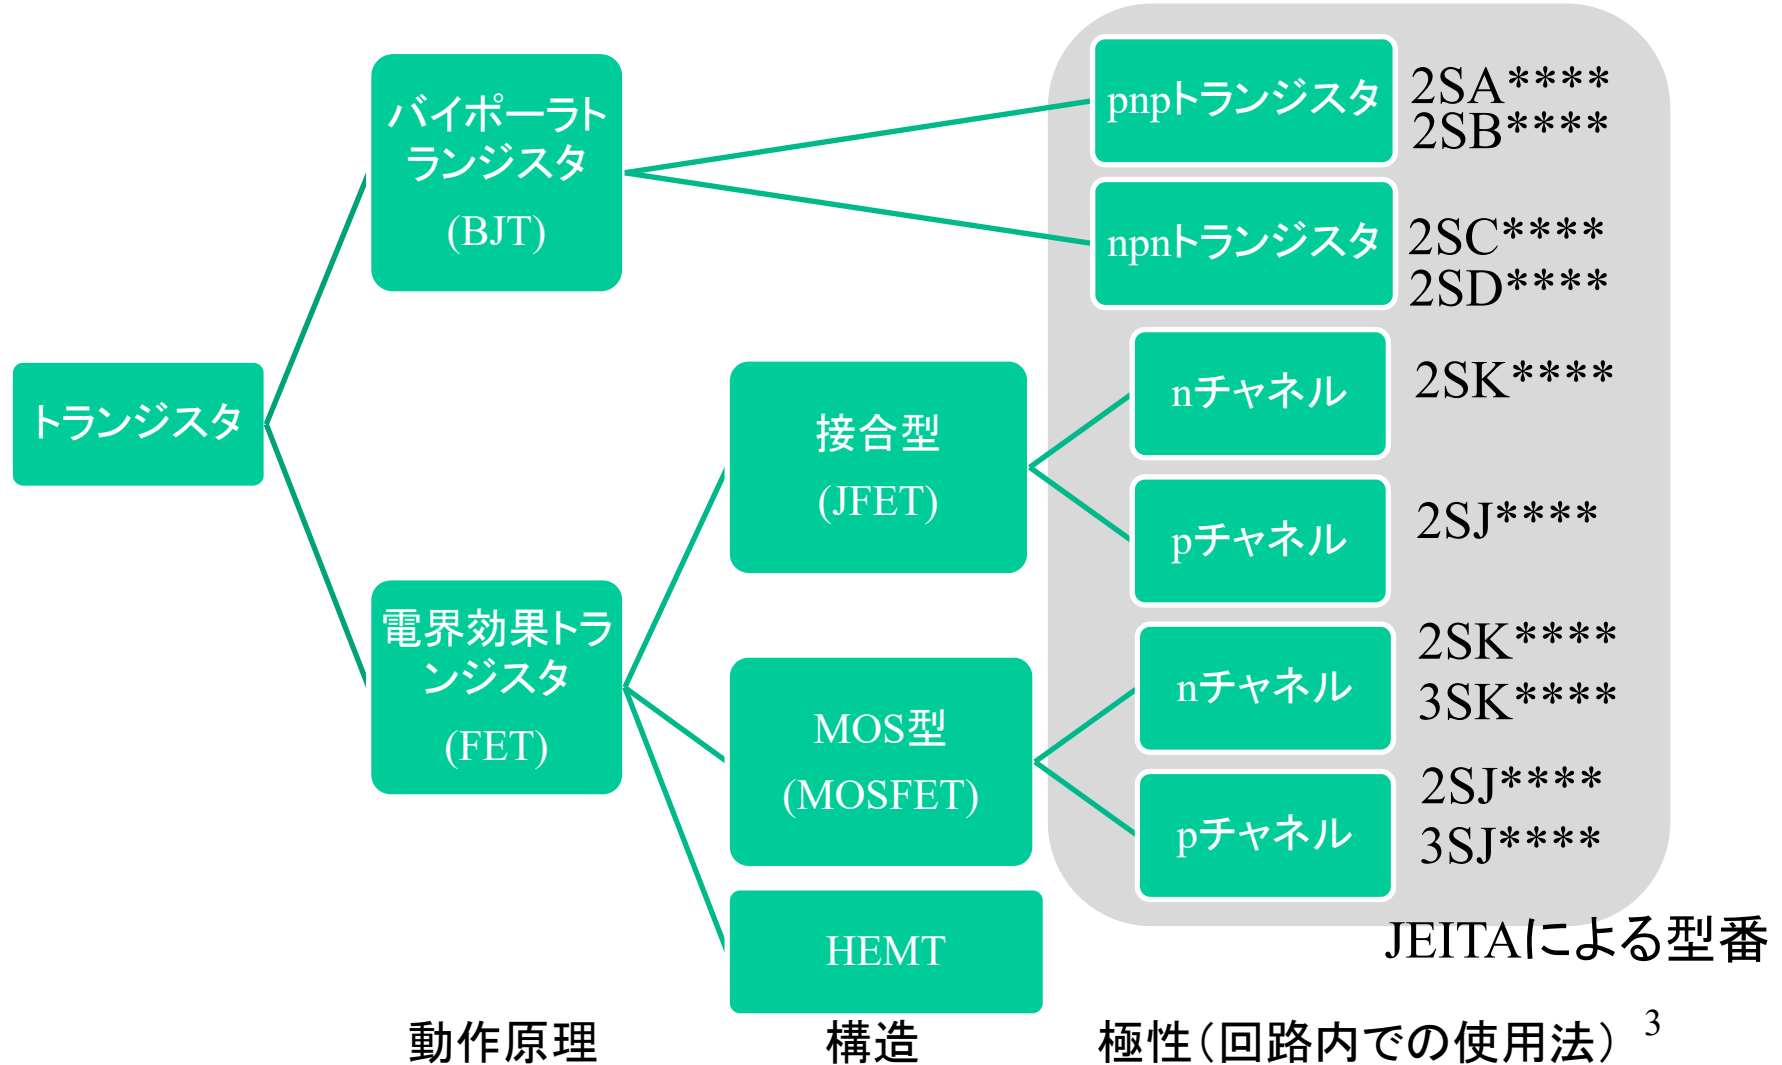 トランジスタ
バイポーラト
ランジスタ
(BJT)
電界効果トラ
ンジスタ
(FET)
接合型
(JFET)
MOS型
(MOSFET)
HEMT
pnpトランジスタ
2SA****
2SB****
npnトランジスタ
2SC****
2SD****
nチャネル
2SK****
pチャネル
2SJ****
nチャネル
2SK****
3SK****
pチャネル
2SJ****
3SJ****
JEITAによる型番
動作原理
構造
極性（回路内での使用法）
3